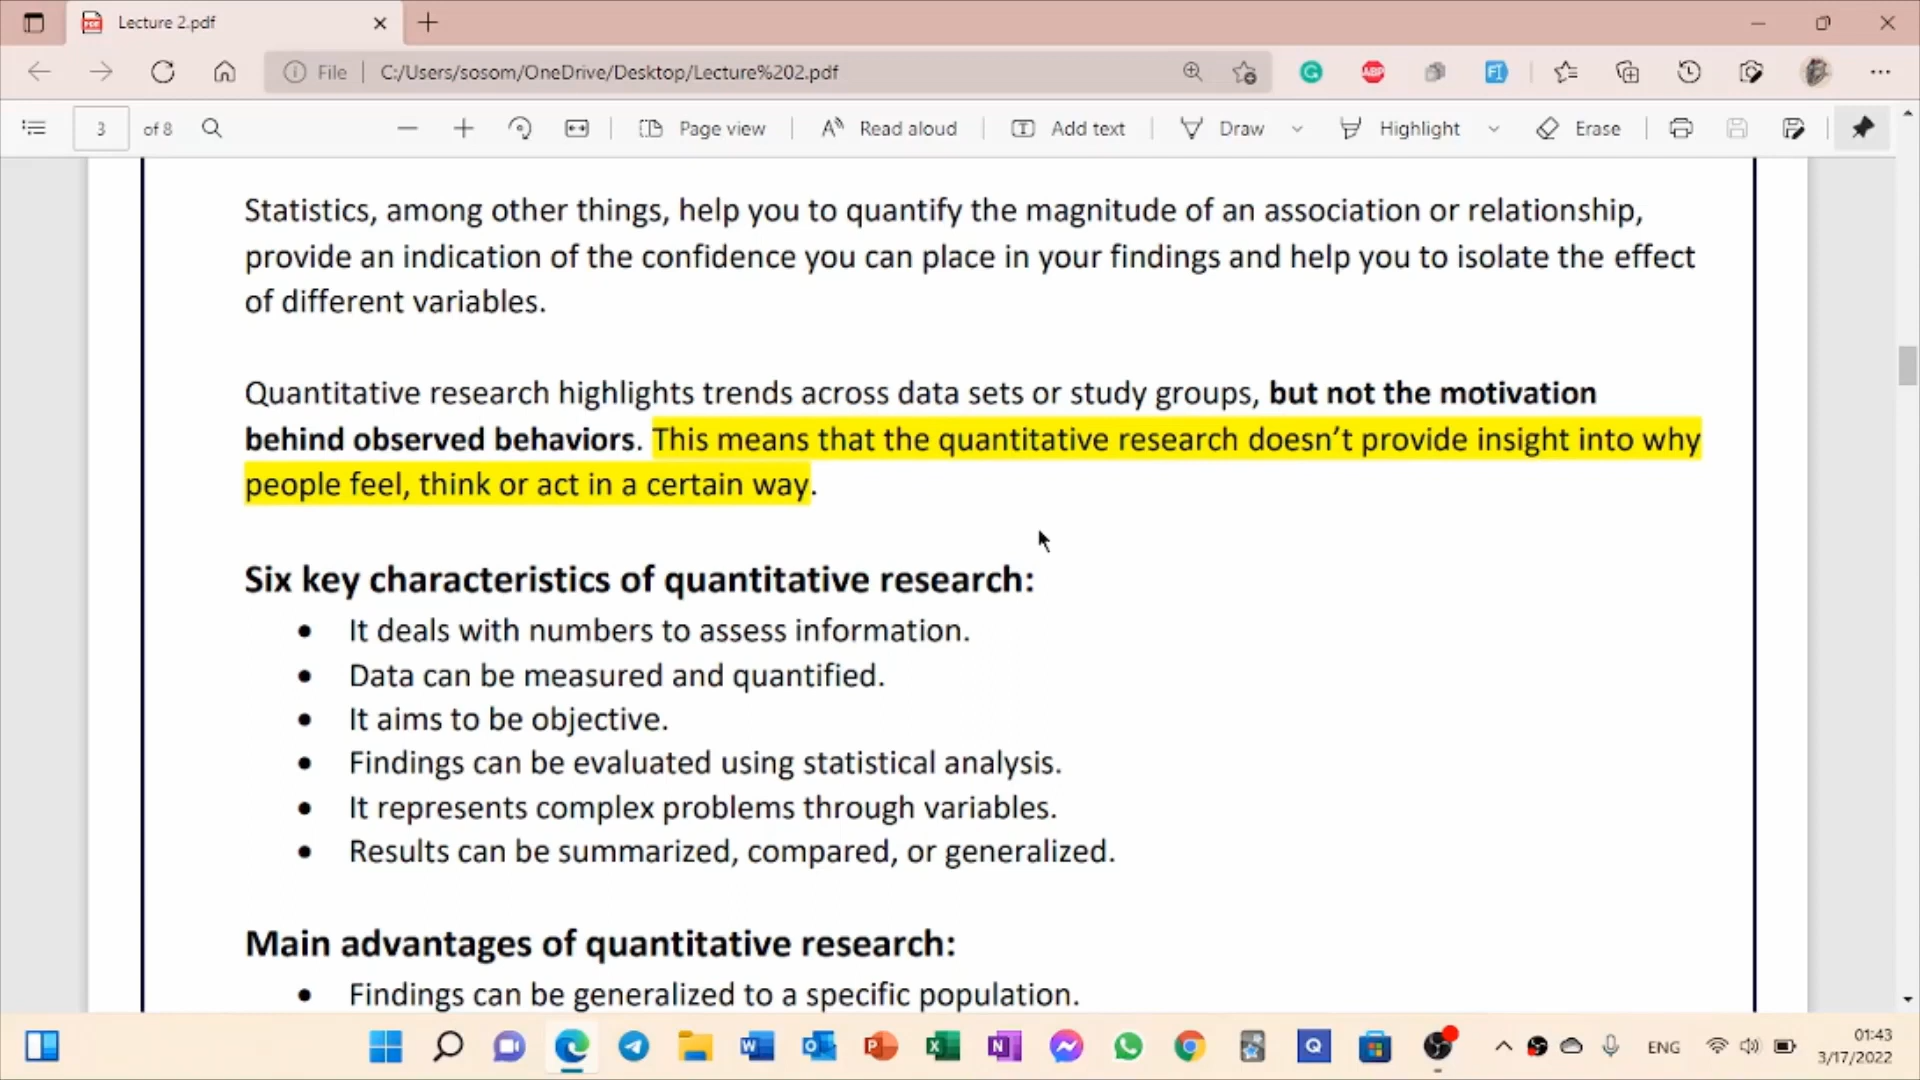 Lecture 2.pdf
File
C:/Users/sosom/OneDrive/Desktop/Lecture%202.pdf
3 of 8
Page view
Read aloud
Add text
Draw
Highlight
Erase
Statistics, among other things, help you to quantify the magnitude of an association or relationship,
provide an indication of the confidence you can place in your findings and help you to isolate the effect
of different variables.
Quantitative research highlights trends across data sets or study groups, but not the motivation
behind observed behaviors. This means that the quantitative research doesn’t provide insight into why
people feel, think or act in a certain way.
Six key characteristics of quantitative research:
• It deals with numbers to assess information.
• Data can be measured and quantified.
• It aims to be objective.
• Findings can be evaluated using statistical analysis.
• It represents complex problems through variables.
• Results can be summarized, compared, or generalized.
Main advantages of quantitative research:
• Findings can be generalized to a specific population.
ENG
01:43
3/17/2022